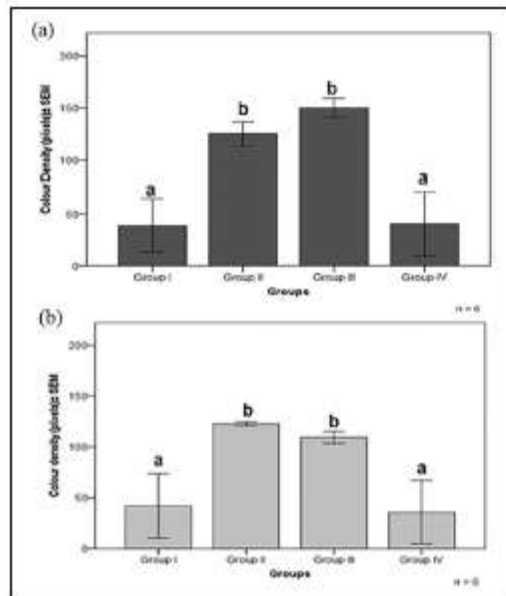 (a)
200
150
100
50
0
Colour Density (pixels)± SEM
a
b
b
a
Group I
Group II
Group III
Group IV
Groups
n = 6
(b)
200
150
100
50
0
Colour density (pixels)± SEM
a
b
b
a
Group I
Group II
Group III
Group IV
Groups
n = 6